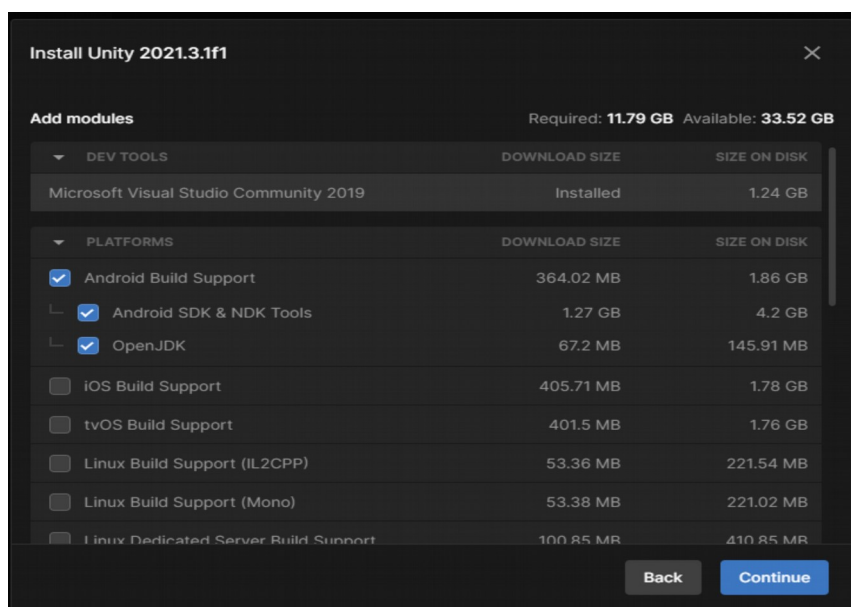 Install Unity 2021.3.1f1
Add modules Required: 11.79 GB Available: 33.52 GB
DEV TOOLS DOWNLOAD SIZE SIZE ON DISK
Microsoft Visual Studio Community 2019 Installed 1.24 GB
PLATFORMS DOWNLOAD SIZE SIZE ON DISK
Android Build Support 364.02 MB 1.86 GB
Android SDK & NDK Tools 1.27 GB 4.2 GB
OpenJDK 67.2 MB 145.91 MB
iOS Build Support 405.71 MB 1.78 GB
tvOS Build Support 401.5 MB 1.76 GB
Linux Build Support (IL2CPP) 53.36 MB 221.54 MB
Linux Build Support (Mono) 53.38 MB 221.02 MB
Linux Dedicated Server Build Support 100.85 MB 410.85 MB
Back Continue